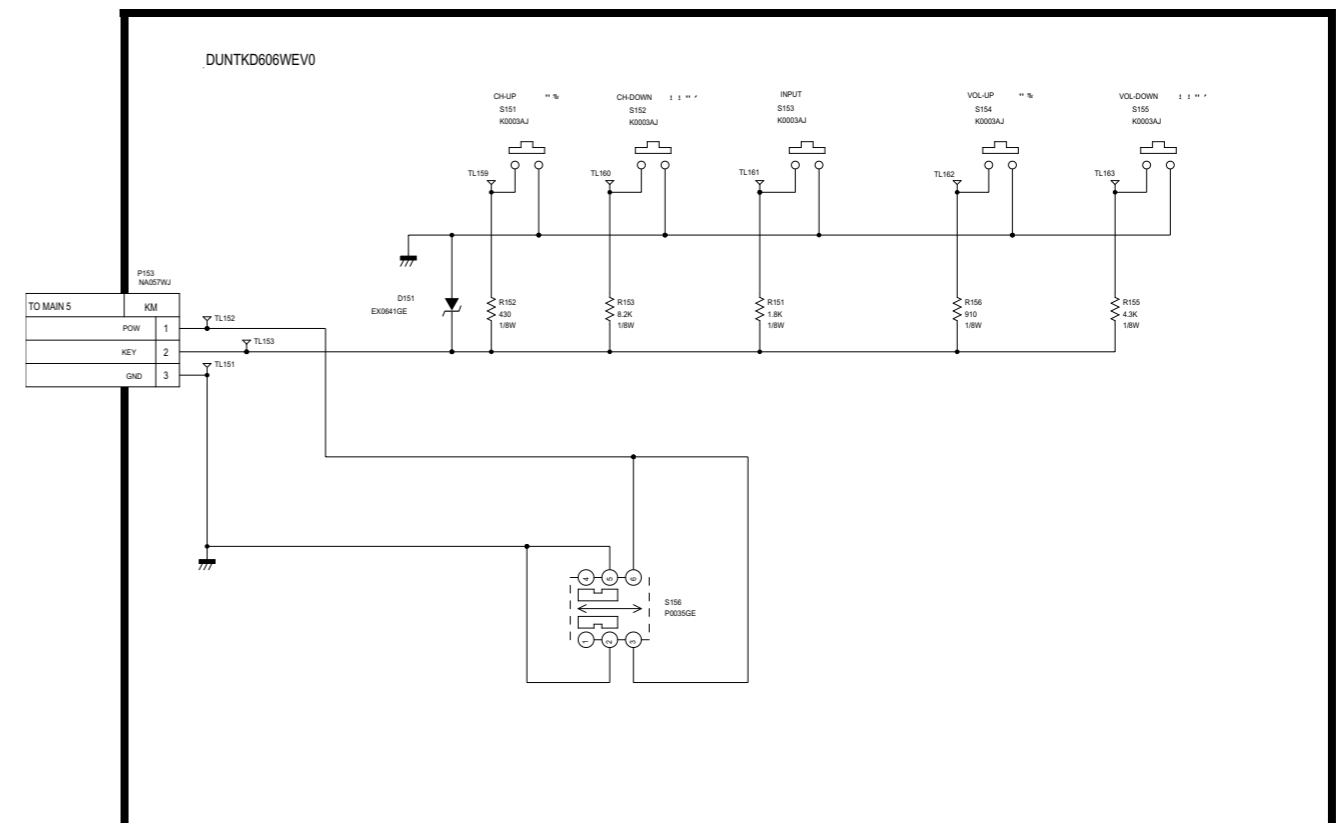 DUNTKD606WEV0
CH-UP
S151
K0003AJ
CH-DOWN
S152
K0003AJ
INPUT
S153
K0003AJ
VOL-UP
S154
K0003AJ
VOL-DOWN
S155
K0003AJ
TL159
TL160
TL161
TL162
TL163
P153
NA057WJ
TO MAIN 5
KM
POW 1
KEY 2
GND 3
TL152
TL153
TL151
D151
EX0641GE
R152
430
1/8W
R153
8.2K
1/8W
R151
1.8K
1/8W
R156
910
1/8W
R155
4.3K
1/8W
4 5 6
S156
P0035GE
1 2 3